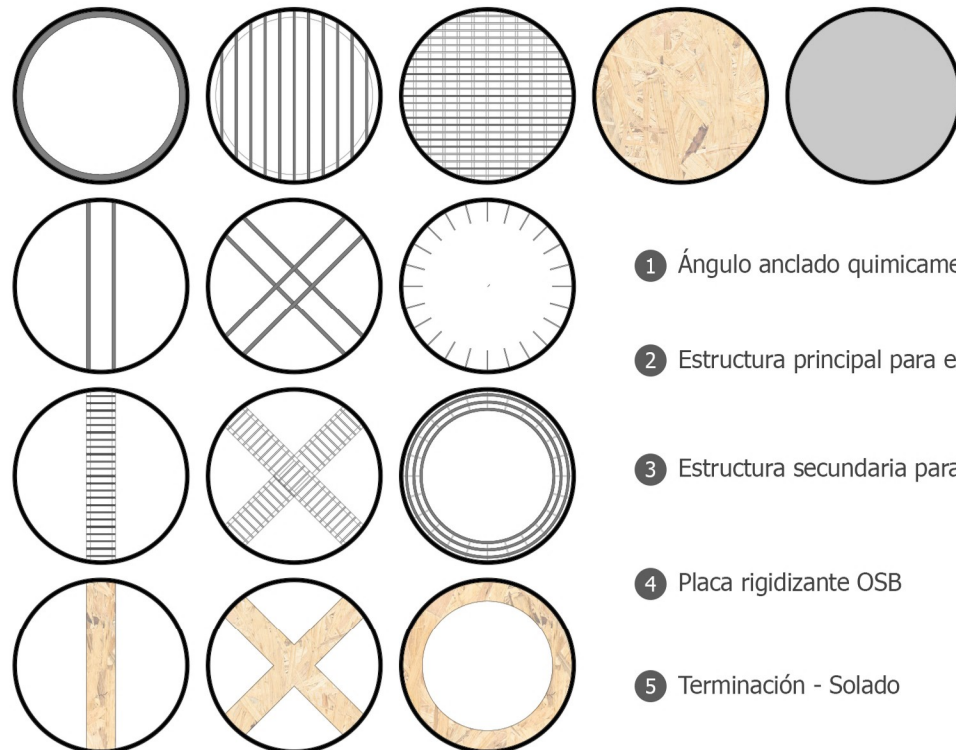 1 Ángulo anclado quimicame
2 Estructura principal para e
3 Estructura secundaria para
4 Placa rigidizante OSB
5 Terminación - Solado